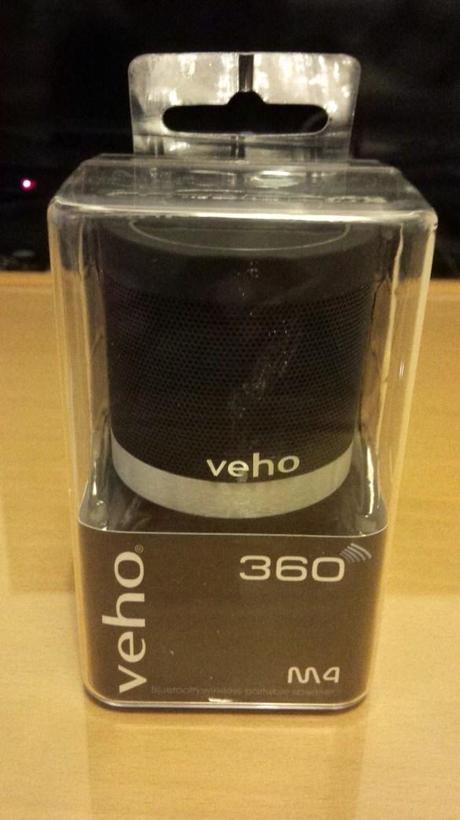 veho
360
veho®
M4
Bluetooth wireless portable speaker